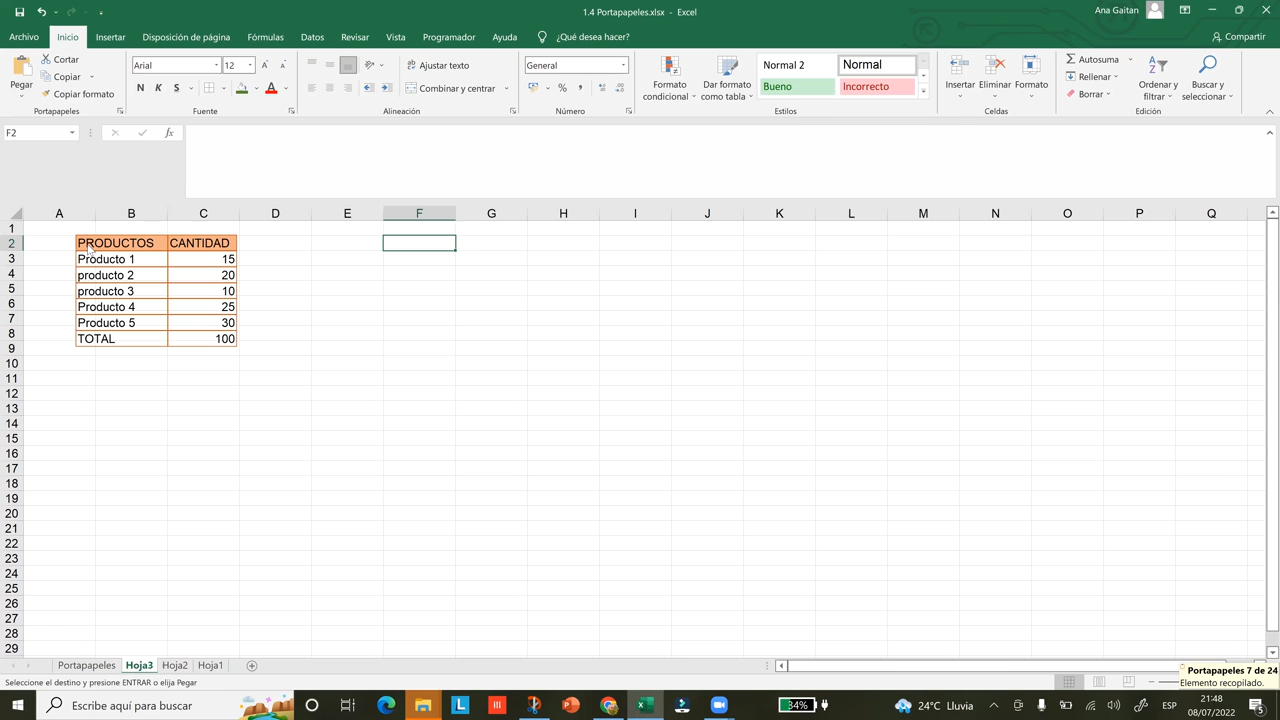 1.4 Portapapeles.xlsx - Excel
Ana Gaitan
Archivo Inicio Insertar Disposición de página Fórmulas Datos Revisar Vista Programador Ayuda ¿Qué desea hacer? Compartir
Pegar
Cortar
Copiar
Copiar formato
Portapapeles
Arial 12
N K S
Fuente
Ajustar texto
Combinar y centrar
Alineación
General
Número
Formato condicional
Dar formato como tabla
Normal 2 Normal
Bueno Incorrecto
Estilos
Insertar Eliminar Formato
Celdas
Autosuma
Rellenar
Borrar
Ordenar y filtrar
Buscar y seleccionar
Edición
F2 fx
A B C D E F G H I J K L M N O P Q
1
2 PRODUCTOS CANTIDAD
3 Producto 1 15
4 producto 2 20
5 producto 3 10
6 Producto 4 25
7 Producto 5 30
8 TOTAL 100
9
10
11
12
13
14
15
16
17
18
19
20
21
22
23
24
25
26
27
28
29
Portapapeles Hoja3 Hoja2 Hoja1
Seleccione el destino y presione ENTRAR o elija Pegar
Portapapeles 7 de 24
Elemento recopilado.
Escribe aquí para buscar
84%
24°C Lluvia
ESP
21:48
08/07/2022